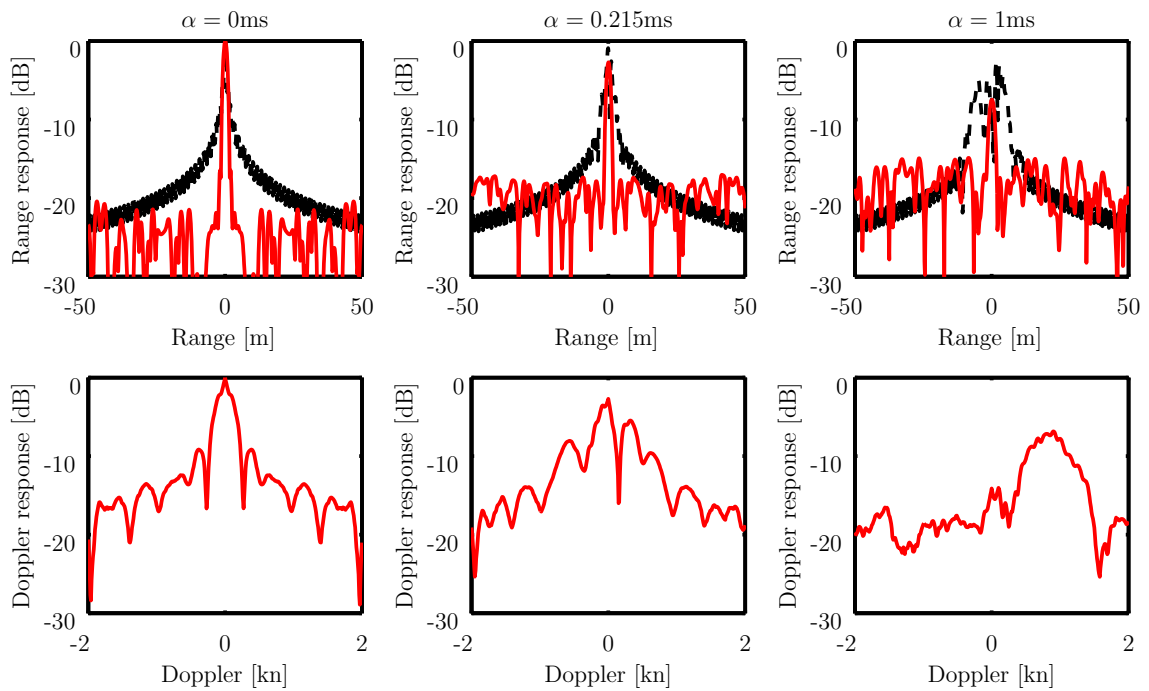 α = 0ms
α = 0.215ms
α = 1ms
Range response [dB]
0
-10
-20
-30
-50
0
50
Range [m]
Range response [dB]
0
-10
-20
-30
-50
0
50
Range [m]
Range response [dB]
0
-10
-20
-30
-50
0
50
Range [m]
Doppler response [dB]
0
-10
-20
-30
-2
0
2
Doppler [kn]
Doppler response [dB]
0
-10
-20
-30
-2
0
2
Doppler [kn]
Doppler response [dB]
0
-10
-20
-30
-2
0
2
Doppler [kn]